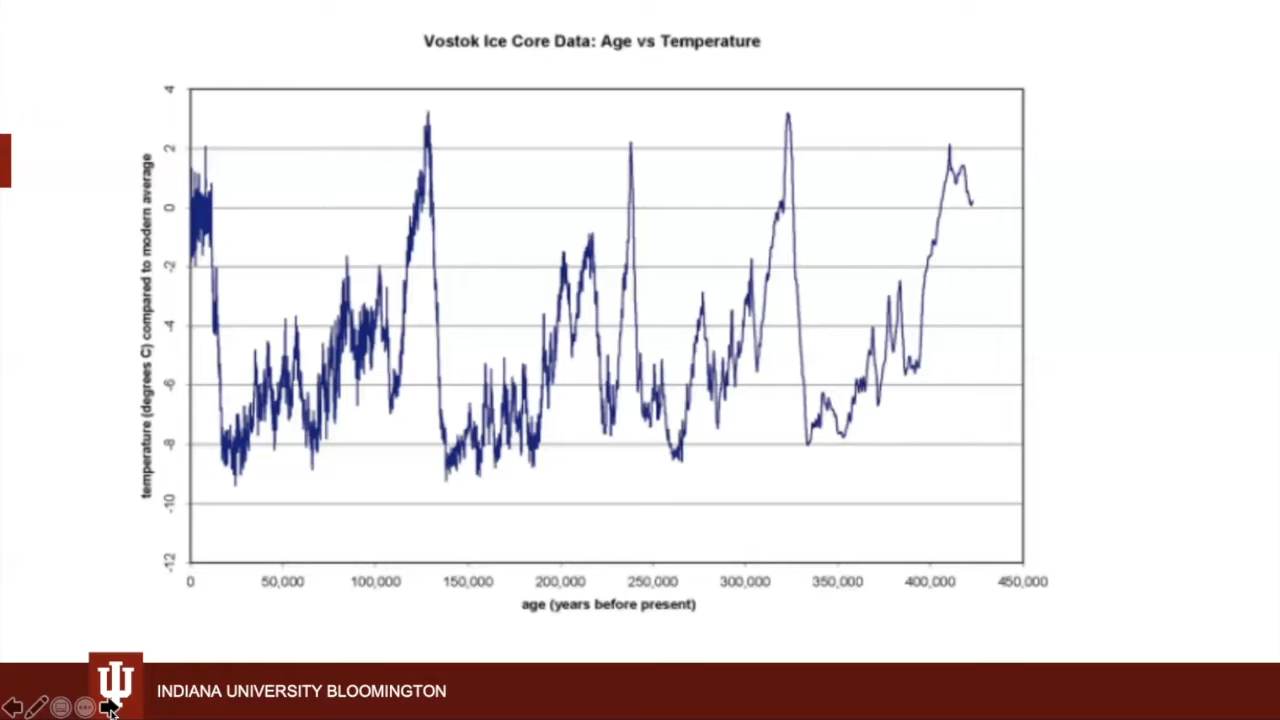 Vostok Ice Core Data: Age vs Temperature
temperature (degrees C) compared to modern average
4
2
0
-2
-4
-6
-8
-10
-12
0 50,000 100,000 150,000 200,000 250,000 300,000 350,000 400,000 450,000
age (years before present)
INDIANA UNIVERSITY BLOOMINGTON